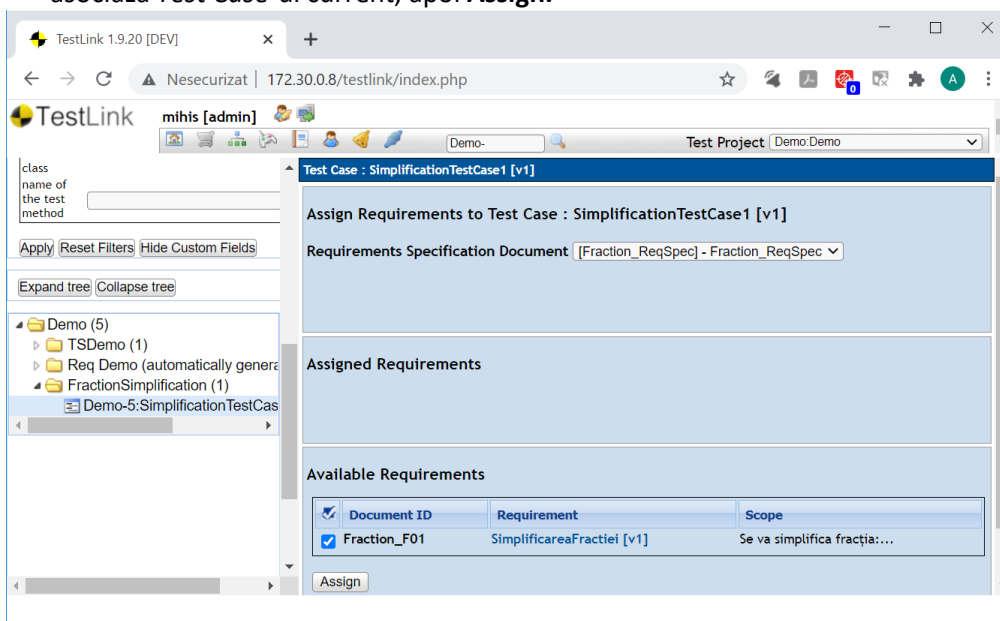 asociază Test Case-ul curent, apoi Assign.
TestLink 1.9.20 [DEV]
Nesecurizat | 172.30.0.8/testlink/index.php
0
A
TestLink mihis [admin]
Demo-
Test Project Demo:Demo
class
name of
the test
method
Apply Reset Filters Hide Custom Fields
Expand tree Collapse tree
Demo (5)
TSDemo (1)
Req Demo (automatically genera
FractionSimplification (1)
Demo-5:SimplificationTestCas
Test Case : SimplificationTestCase1 [v1]
Assign Requirements to Test Case : SimplificationTestCase1 [v1]
Requirements Specification Document [Fraction_ReqSpec] - Fraction_ReqSpec
Assigned Requirements
Available Requirements
Document ID Requirement Scope
Fraction_F01 SimplificareaFractiei [v1] Se va simplifica fracția:...
Assign